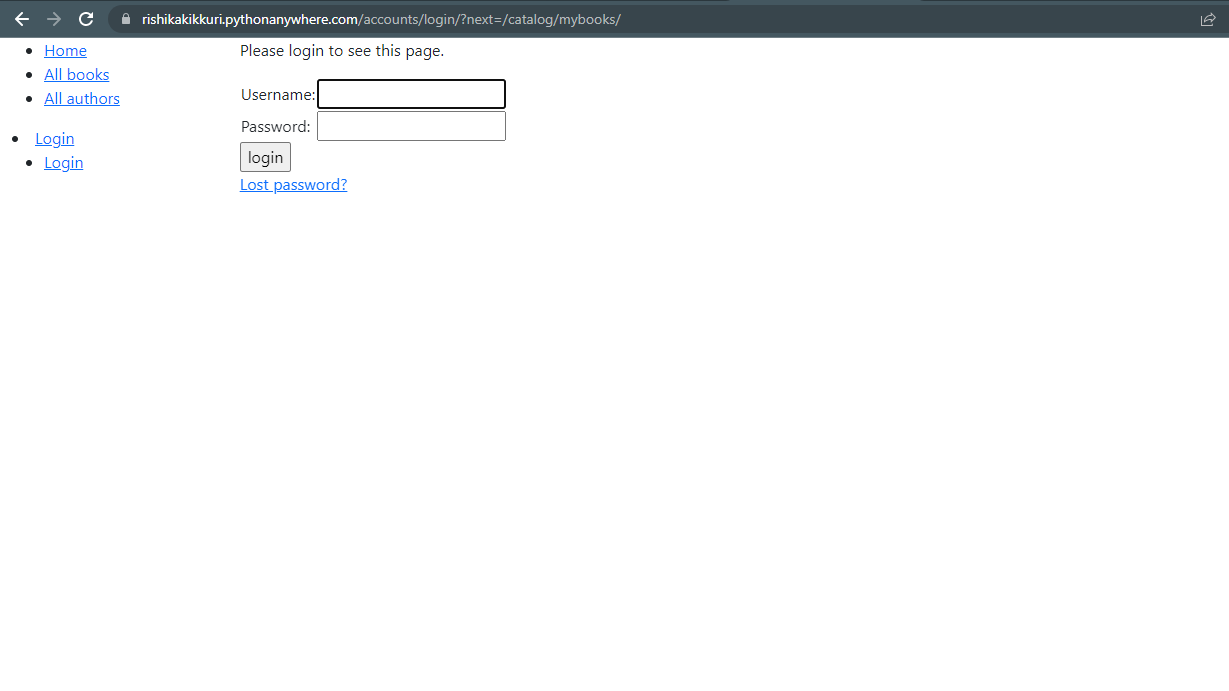 rishikakikkuri.pythonanywhere.com/accounts/login/?next=/catalog/mybooks/
Home
All books
All authors
Login
Login
Please login to see this page.
Username:
Password:
login
Lost password?